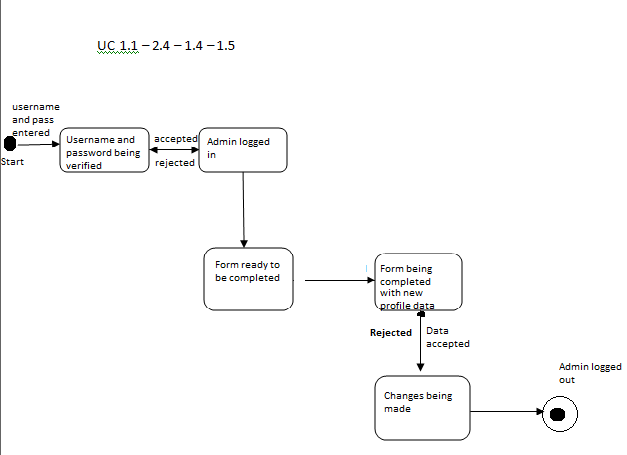 UC 1.1 – 2.4 – 1.4 – 1.5
username
and pass
entered
Start
Username and
password being
verified
accepted
rejected
Admin logged
in
Form ready to
be completed
Form being
completed
with new
profile data
Rejected
Data
accepted
Changes being
made
Admin logged
out